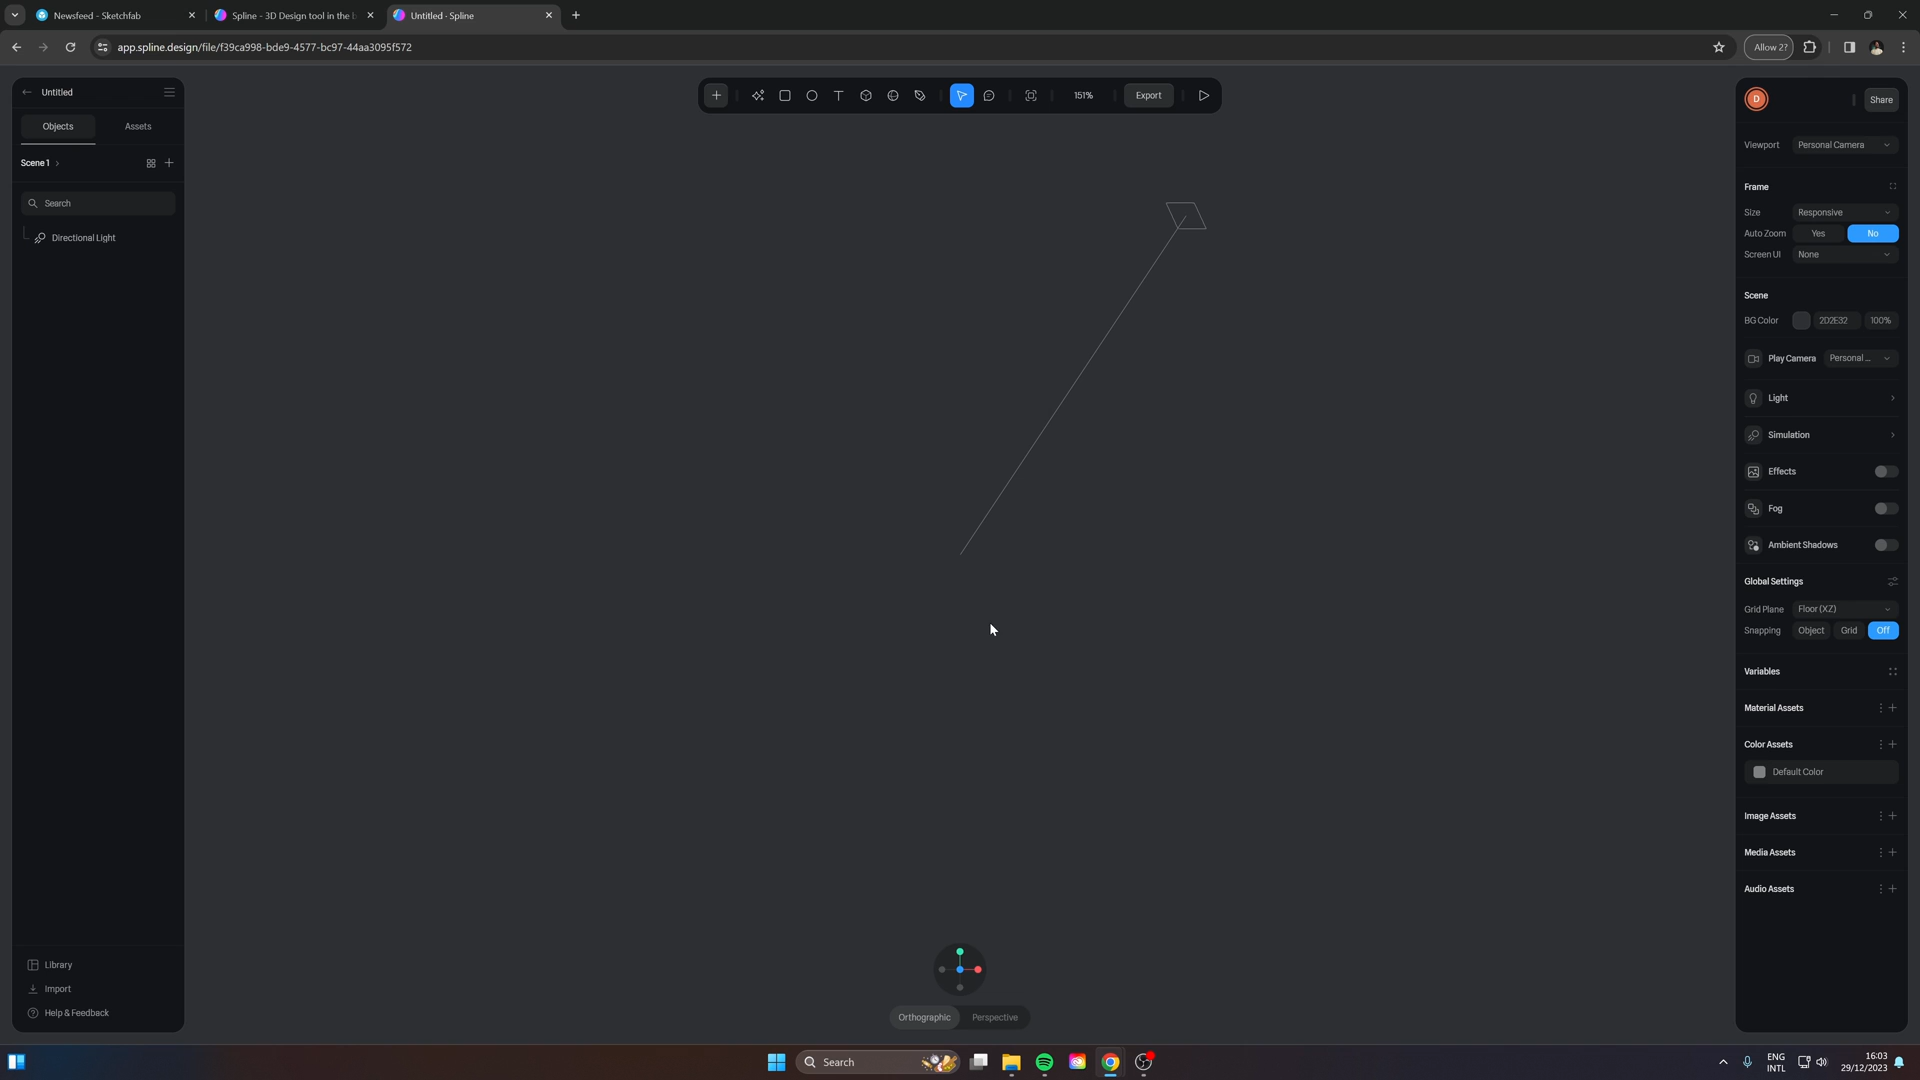 Newsfeed - Sketchfab
Spline - 3D Design tool in the b
Untitled - Spline
app.spline.design/file/f39ca998-bde9-4577-bc97-44aa3095f572
Allow 2?
Untitled
151%
Export
D
Share
Objects
Assets
Scene 1
Search
Directional Light
Viewport
Personal Camera
Frame
Size
Responsive
Auto Zoom
Yes
No
Screen UI
None
Scene
BG Color
2D2E32
100%
Play Camera
Personal ...
Light
Simulation
Effects
Fog
Ambient Shadows
Global Settings
Grid Plane
Floor (XZ)
Snapping
Object
Grid
Off
Variables
Material Assets
Color Assets
Default Color
Image Assets
Media Assets
Audio Assets
Library
Import
Help & Feedback
Orthographic
Perspective
Search
ENG
INTL
16:03
29/12/2023